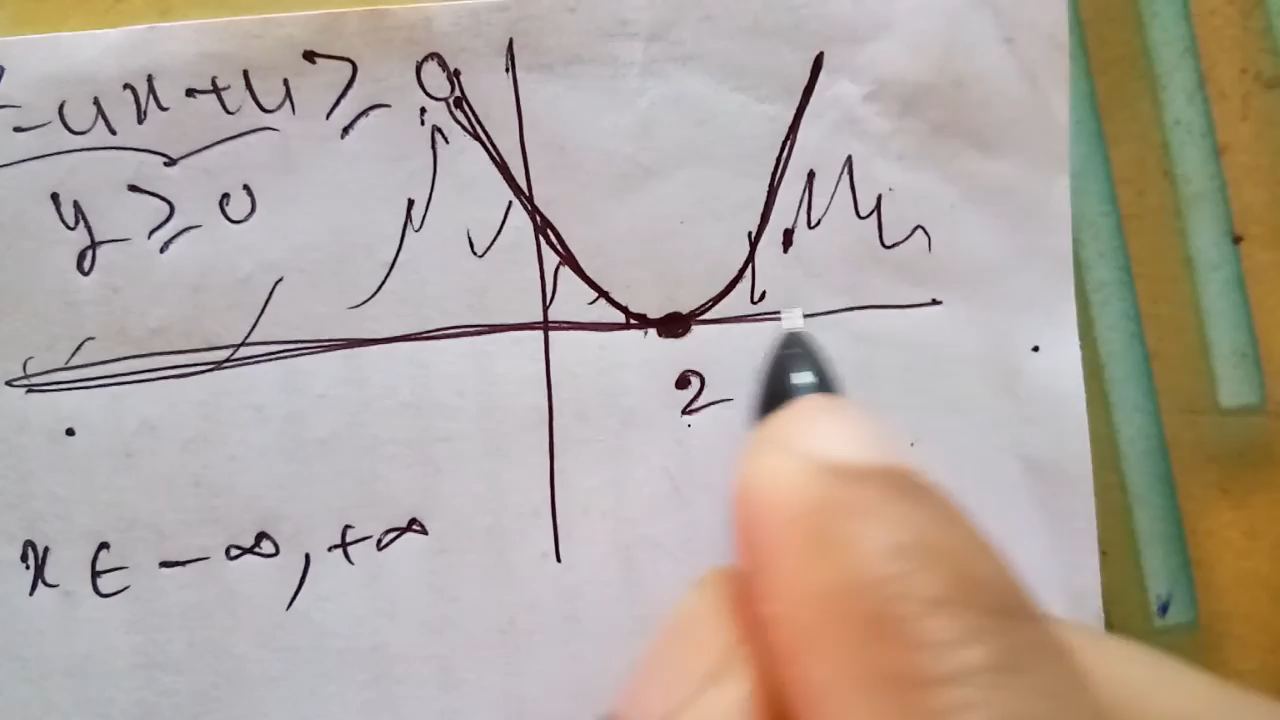 -4x+4 ≥ 0
y ≥ 0
2
x ∈ -∞, +∞